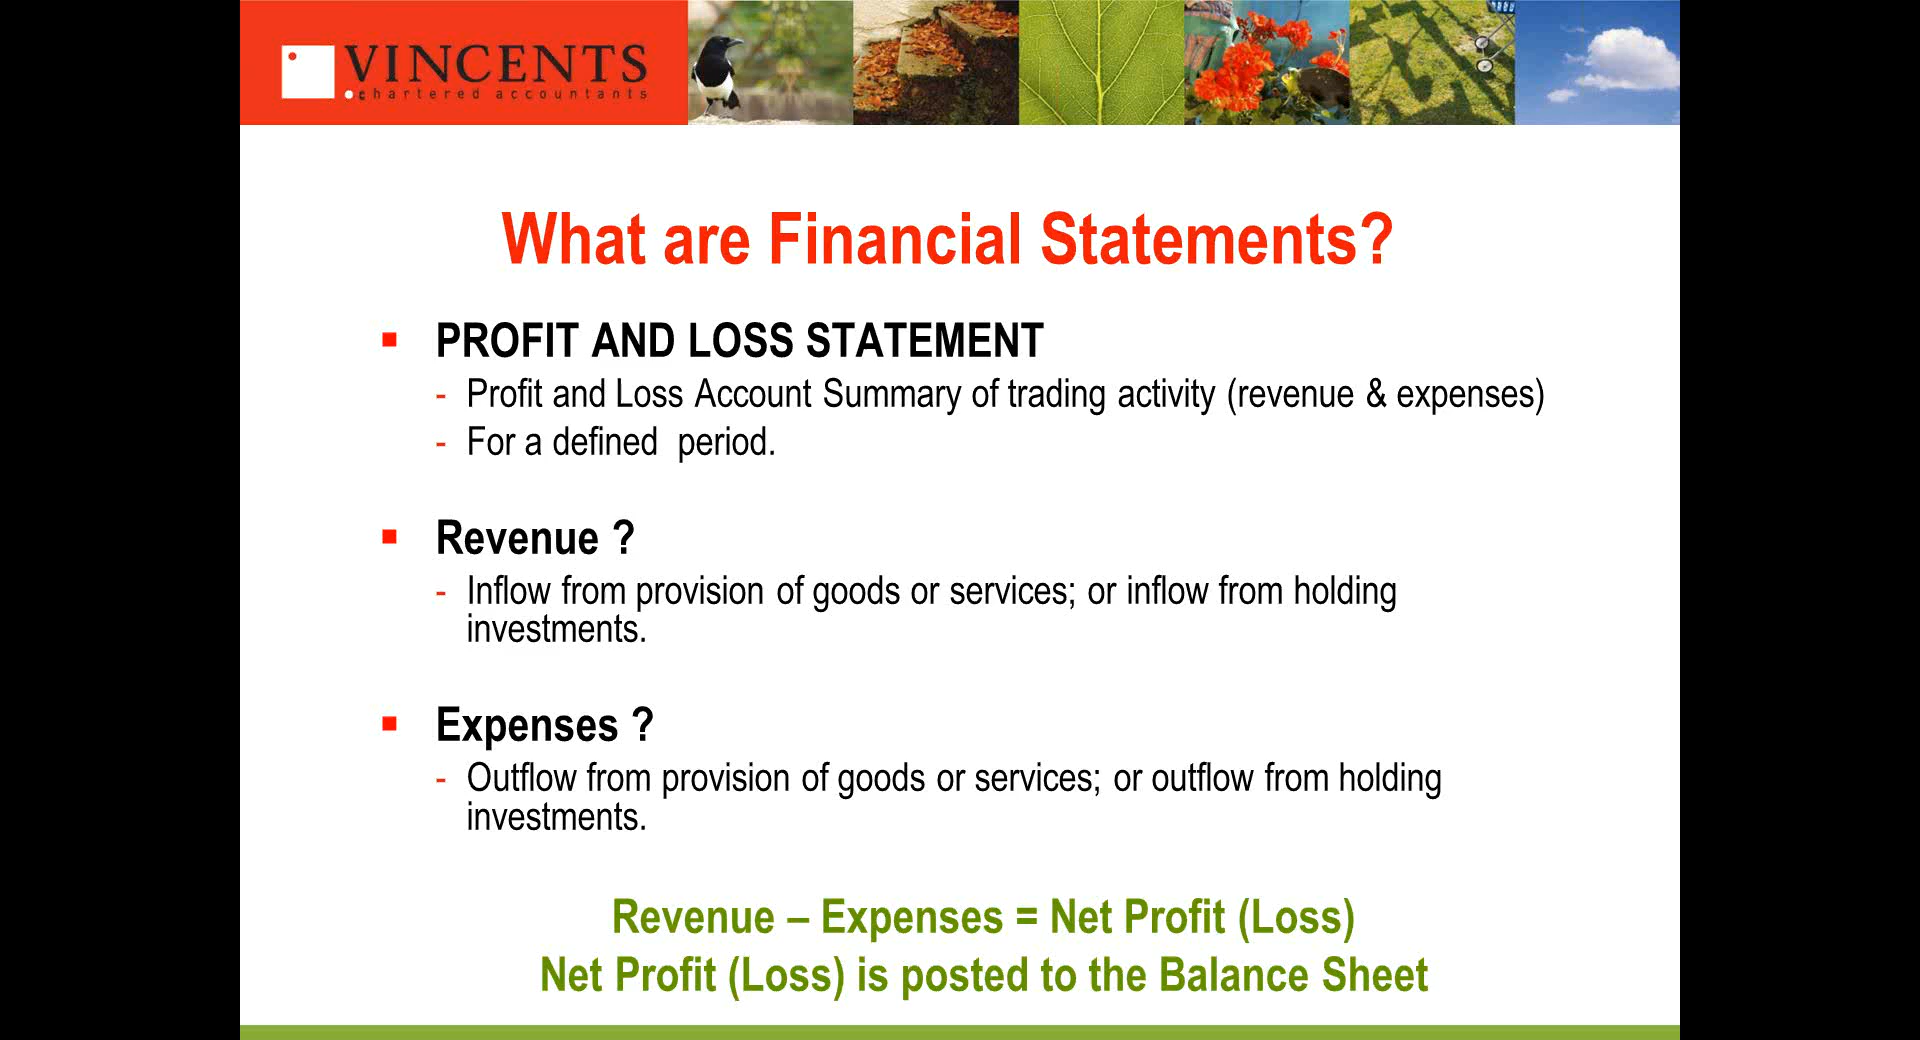 VINCENTS
chartered accountants
What are Financial Statements?
PROFIT AND LOSS STATEMENT
- Profit and Loss Account Summary of trading activity (revenue & expenses)
- For a defined  period.
Revenue ?
- Inflow from provision of goods or services; or inflow from holding
investments.
Expenses ?
- Outflow from provision of goods or services; or outflow from holding
investments.
Revenue – Expenses = Net Profit (Loss)
Net Profit (Loss) is posted to the Balance Sheet